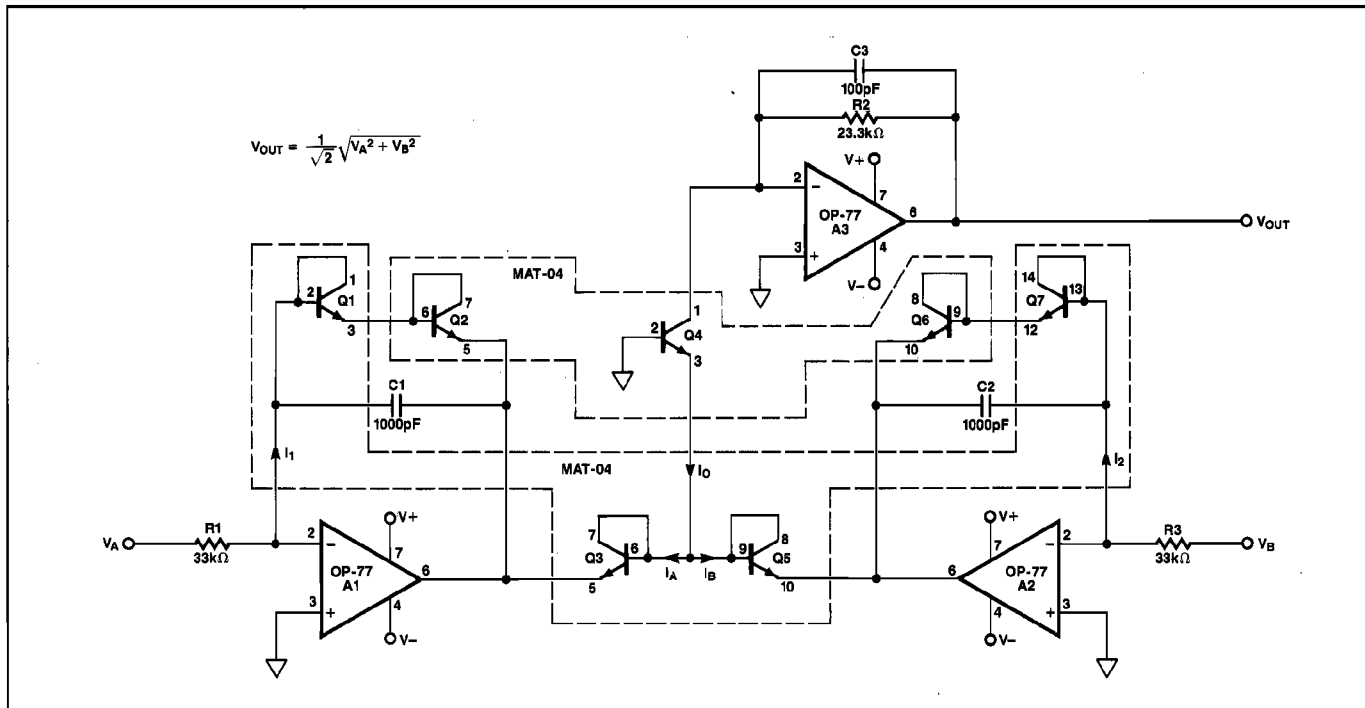 C3
100pF
R2
23.3kΩ
V_OUT = 1/√2 √(V_A² + V_B²)
V+
2
−
7
OP-77
A3
6
V_OUT
3
+
4
V−
MAT-04
1
2
Q1
3
7
6
Q2
5
1
2
Q4
3
8
9
Q6
10
14
13
Q7
12
C1
1000pF
C2
1000pF
I_1
MAT-04
I_O
I_2
V_A
R1
33kΩ
2
−
V+
7
OP-77
A1
6
3
+
4
V−
7
6
Q3
5
I_A
I_B
8
9
Q5
10
V+
7
2
−
6
OP-77
A2
4
3
+
V−
R3
33kΩ
V_B